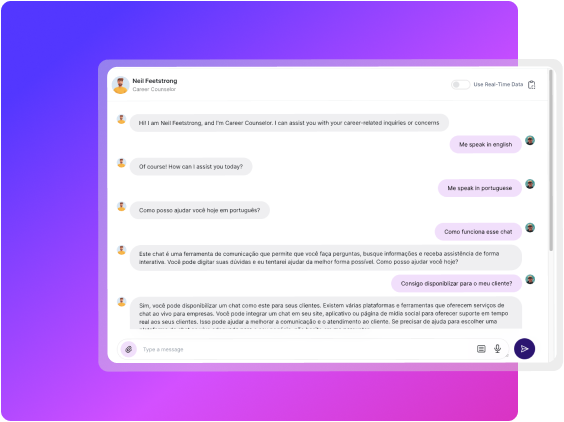 Neil Feetstrong
Career Counselor
Use Real-Time Data
Hi! I am Neil Feetstrong, and I'm Career Counselor. I can assist you with your career-related inquiries or concerns
Me speak in english
Of course! How can I assist you today?
Me speak in portuguese
Como posso ajudar você hoje em português?
Como funciona esse chat
Este chat é uma ferramenta de comunicação que permite que você faça perguntas, busque informações e receba assistência de forma
interativa. Você pode digitar suas dúvidas e eu tentarei ajudar da melhor forma possível. Como posso ajudar você hoje?
Consigo disponiblizar para o meu cliente?
Sim, você pode disponibilizar um chat como este para seus clientes. Existem várias plataformas e ferramentas que oferecem serviços de
chat ao vivo para empresas. Você pode integrar um chat em seu site, aplicativo ou página de mídia social para oferecer suporte em tempo
real aos seus clientes. Isso pode ajudar a melhorar a comunicação e o atendimento ao cliente. Se precisar de ajuda para escolher uma
Type a message